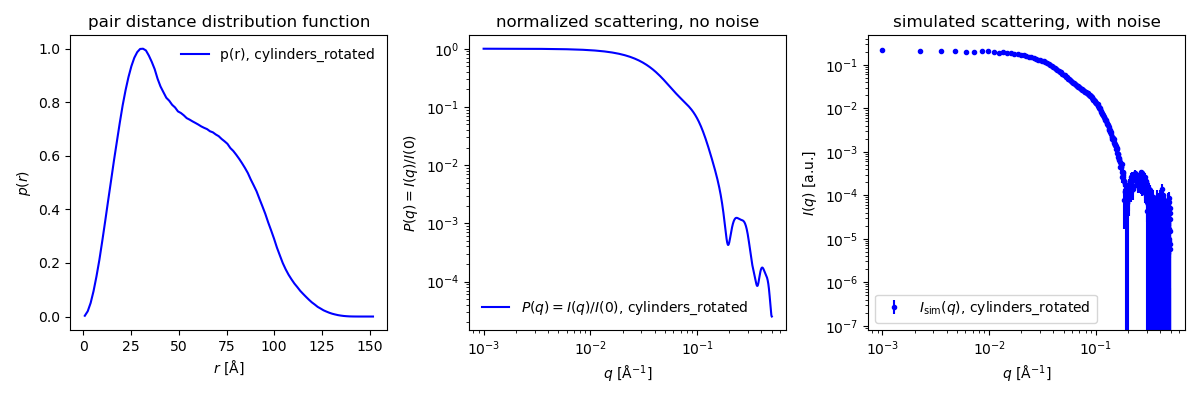 pair distance distribution function
p(r), cylinders_rotated
1.0
0.8
0.6
0.4
0.2
0.0
p(r)
0 25 50 75 100 125 150
r [Å]
normalized scattering, no noise
10⁰
10⁻¹
10⁻²
10⁻³
10⁻⁴
P(q) = I(q)/I(0)
P(q) = I(q)/I(0), cylinders_rotated
10⁻³ 10⁻² 10⁻¹
q [Å⁻¹]
simulated scattering, with noise
10⁻¹
10⁻²
10⁻³
10⁻⁴
10⁻⁵
10⁻⁶
10⁻⁷
I(q) [a.u.]
I_sim(q), cylinders_rotated
10⁻³ 10⁻² 10⁻¹
q [Å⁻¹]